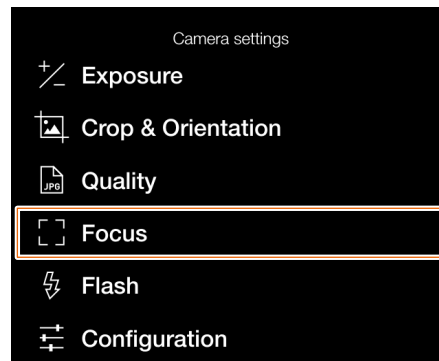 Camera settings
Exposure
Crop & Orientation
JPG Quality
Focus
Flash
Configuration